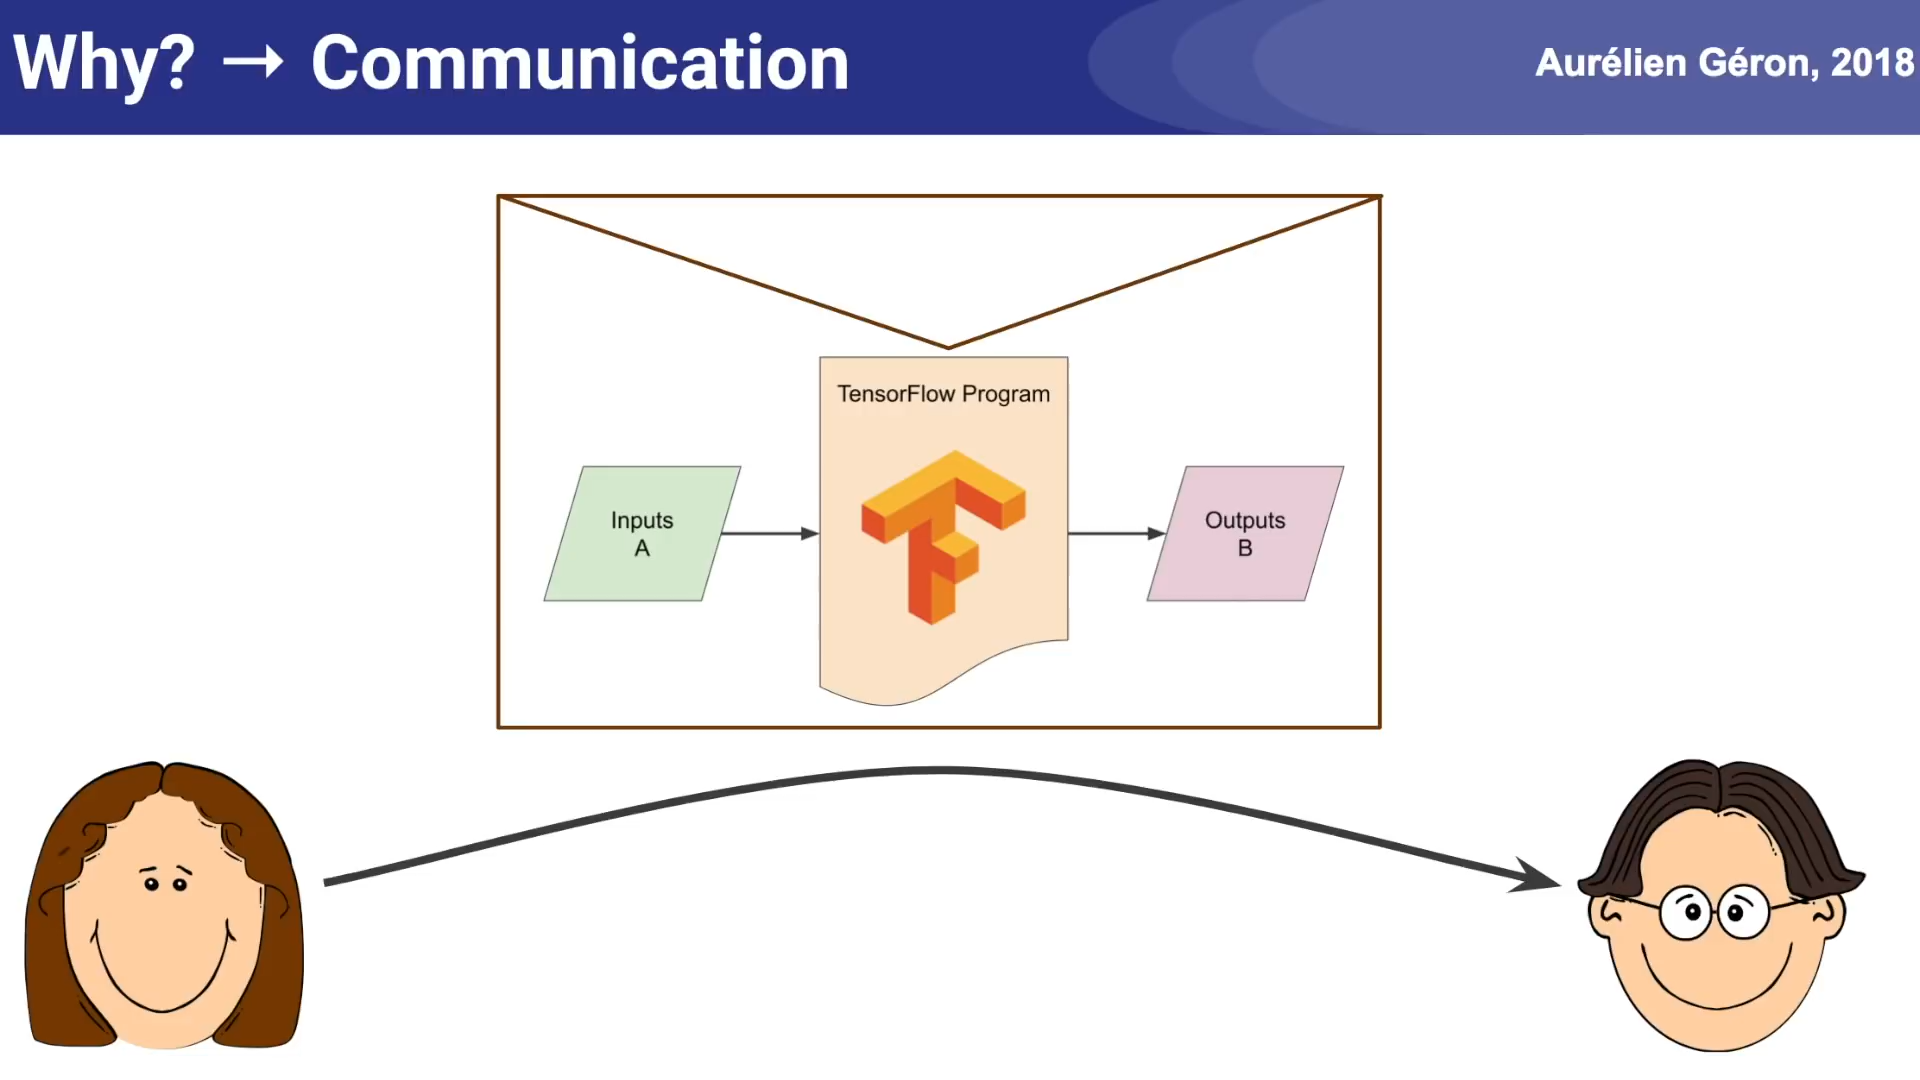 Why? → Communication
Aurélien Géron, 2018
TensorFlow Program
Inputs
A
Outputs
B